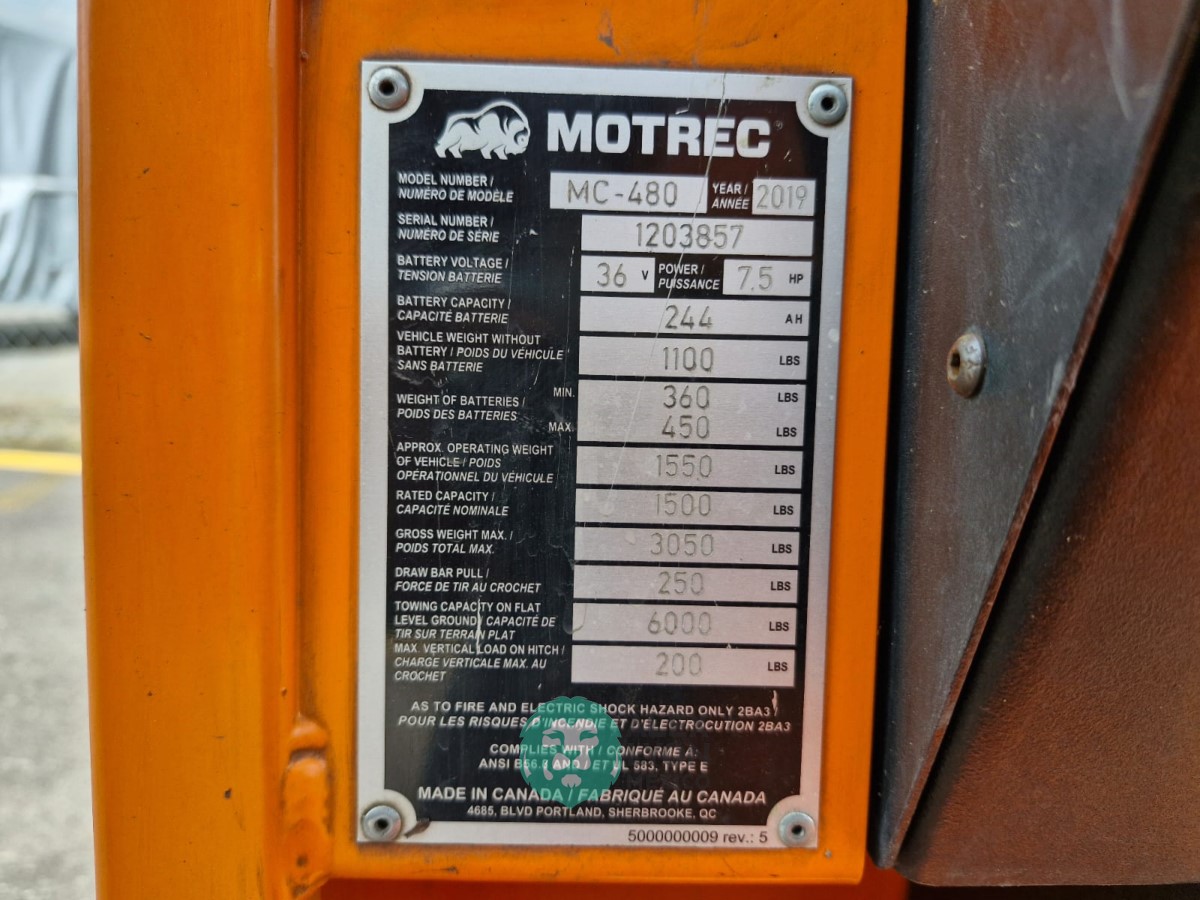 MOTREC
MODEL NUMBER / MC-480 YEAR / 2019
NUMÉRO DE MODÈLE ANNÉE
SERIAL NUMBER / 1203857
NUMÉRO DE SÉRIE
BATTERY VOLTAGE / 36 V POWER / 7.5 HP
TENSION BATTERIE PUISSANCE
BATTERY CAPACITY / 244 AH
CAPACITÉ BATTERIE
VEHICLE WEIGHT WITHOUT
BATTERY / POIDS DU VÉHICULE 1100 LBS
SANS BATTERIE
MIN. 360 LBS
WEIGHT OF BATTERIES /
POIDS DES BATTERIES
MAX. 450 LBS
APPROX. OPERATING WEIGHT
OF VEHICLE / POIDS 1550 LBS
OPÉRATIONNEL DU VÉHICULE
RATED CAPACITY / 1500 LBS
CAPACITÉ NOMINALE
GROSS WEIGHT MAX. / 3050 LBS
POIDS TOTAL MAX.
DRAW BAR PULL / 250 LBS
FORCE DE TIR AU CROCHET
TOWING CAPACITY ON FLAT
LEVEL GROUND / CAPACITÉ DE 6000 LBS
TIR SUR TERRAIN PLAT
MAX. VERTICAL LOAD ON HITCH /
CHARGE VERTICALE MAX. AU 200 LBS
CROCHET
AS TO FIRE AND ELECTRIC SHOCK HAZARD ONLY 2BA3 /
POUR LES RISQUES D'INCENDIE ET D'ÉLECTROCUTION 2BA3
COMPLIES WITH / CONFORME À:
ANSI B56.8 AND / ET UL 583, TYPE E
MADE IN CANADA / FABRIQUÉ AU CANADA
4685, BLVD PORTLAND, SHERBROOKE, QC
5000000009 rev.: 5